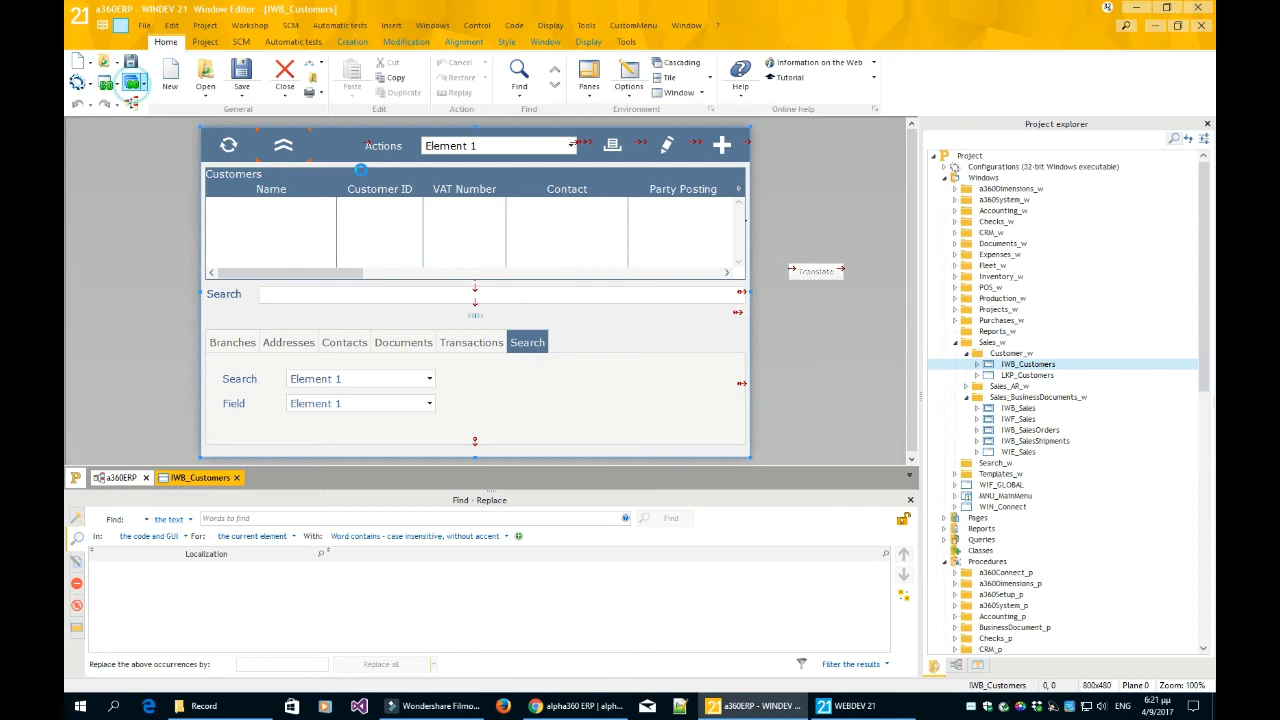 21 a360ERP - WINDEV 21 Window Editor - [IWB_Customers]
File Edit Project Workshop SCM Automatic tests Insert Windows Control Code Display Tools CustomMenu Window ?
Home Project SCM Automatic tests Creation Modification Alignment Style Window Display Tools
Cut Cancel Cascading Information on the Web
Copy Restore Tile Tutorial
New Open Save Close Paste Duplicate Replay Find Panes Options Window Help
General Edit Action Find Environment Online help
Actions Element 1
Customers
Name Customer ID VAT Number Contact Party Posting
Translate
Search
Branches Addresses Contacts Documents Transactions Search
Search Element 1
Field Element 1
a360ERP IWB_Customers
Find - Replace
Find: the text Words to find Find
In: the code and GUI For: the current element With: Word contains - case insensitive, without accent
Localization
Replace the above occurrences by: Replace all Filter the results
Project explorer
Project
Configurations (32-bit Windows executable)
Windows
a360Dimensions_w
a360System_w
Accounting_w
Checks_w
CRM_w
Documents_w
Expenses_w
Fleet_w
Inventory_w
POS_w
Production_w
Projects_w
Purchases_w
Reports_w
Sales_w
Customer_w
IWB_Customers
LKP_Customers
Sales_AR_w
Sales_BusinessDocuments_w
IWB_Sales
IWF_Sales
IWB_SalesOrders
IWB_SalesShipments
WIE_Sales
Search_w
Templates_w
WIF_GLOBAL
MNU_MainMenu
WIN_Connect
Pages
Reports
Queries
Classes
Procedures
a360Connect_p
a360Dimensions_p
a360Setup_p
a360System_p
Accounting_p
BusinessDocument_p
Checks_p
CRM_p
IWB_Customers 0, 0 800x480 Plane 0 Zoom: 100%
Record Wondershare Filmo... alpha360 ERP | alph... 21 a360ERP - WINDEV ... 21 WEBDEV 21 ENG 6:21 μμ
4/9/2017